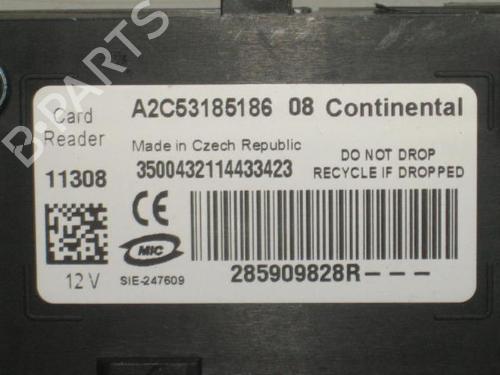 Card Reader
A2C53185186 08 Continental
Made in Czech Republic
3500432114433423
DO NOT DROP
RECYCLE IF DROPPED
11308
CE
MIC
12 V
SIE-247609
285909828R---
B-PARTS